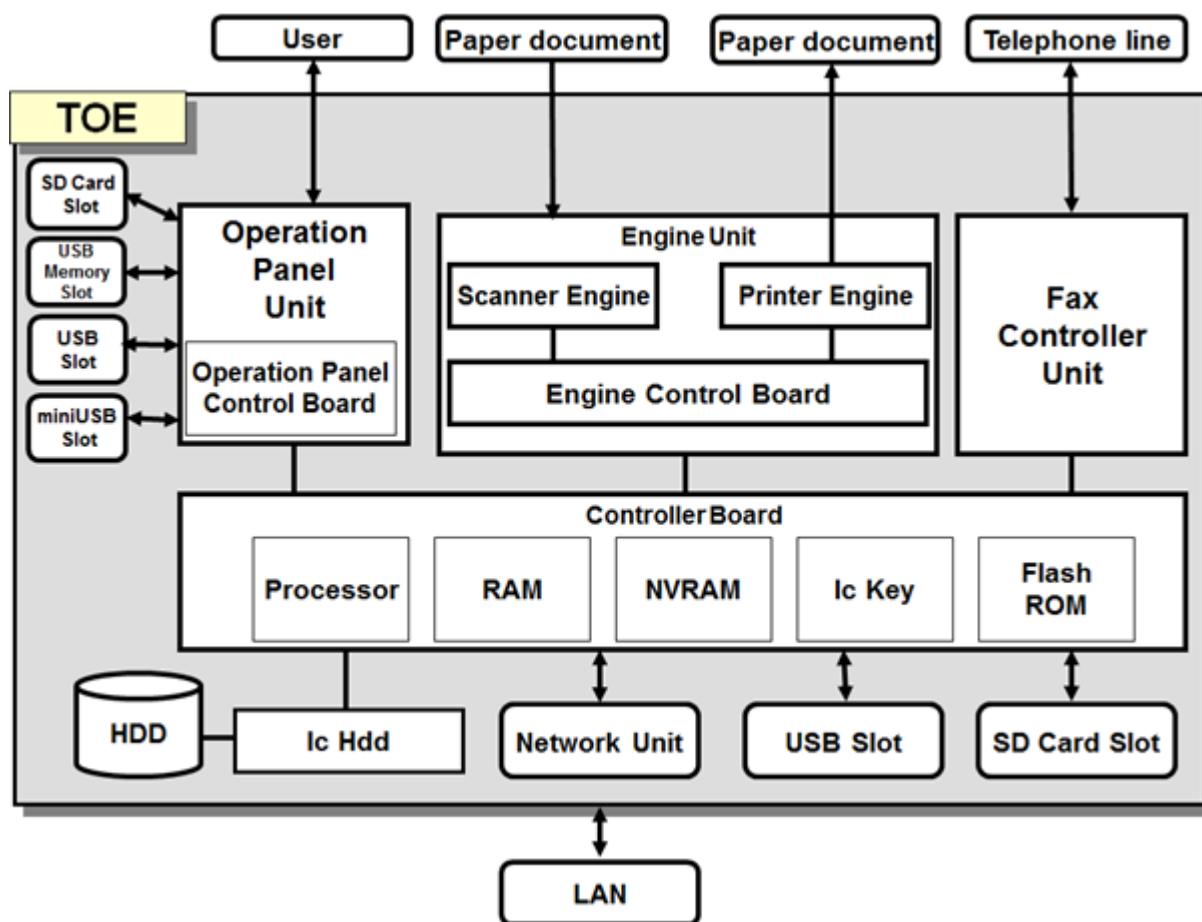 User
Paper document
Paper document
Telephone line
TOE
SD Card
Slot
USB
Memory
Slot
USB
Slot
miniUSB
Slot
Operation
Panel
Unit
Operation Panel
Control Board
Engine Unit
Scanner Engine
Printer Engine
Engine Control Board
Fax
Controller
Unit
Controller Board
Processor
RAM
NVRAM
Ic Key
Flash
ROM
HDD
Ic Hdd
Network Unit
USB Slot
SD Card Slot
LAN